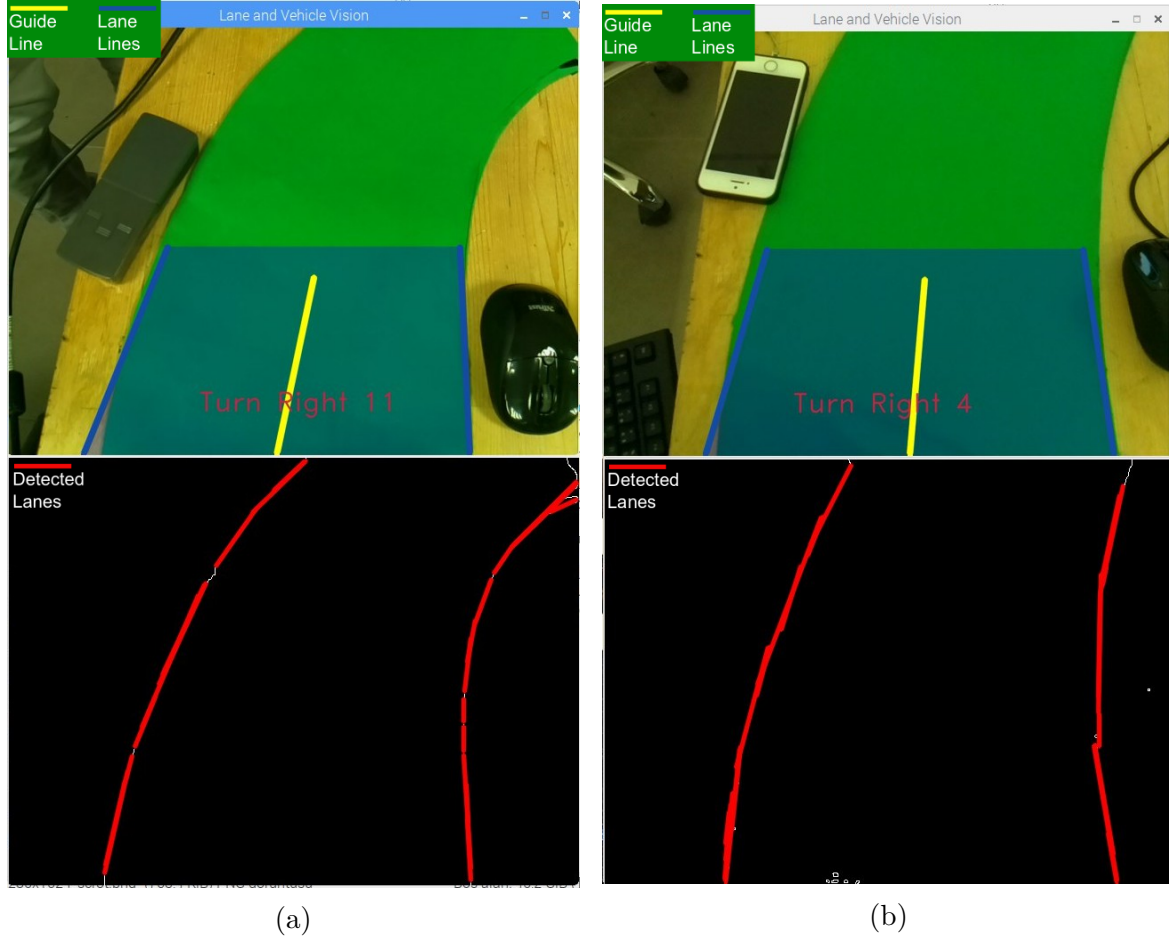 Guide
Line
Lane
Lines
Lane and Vehicle Vision
Turn Right 11
Detected
Lanes
(a)
Guide
Line
Lane
Lines
Lane and Vehicle Vision
Turn Right 4
Detected
Lanes
(b)